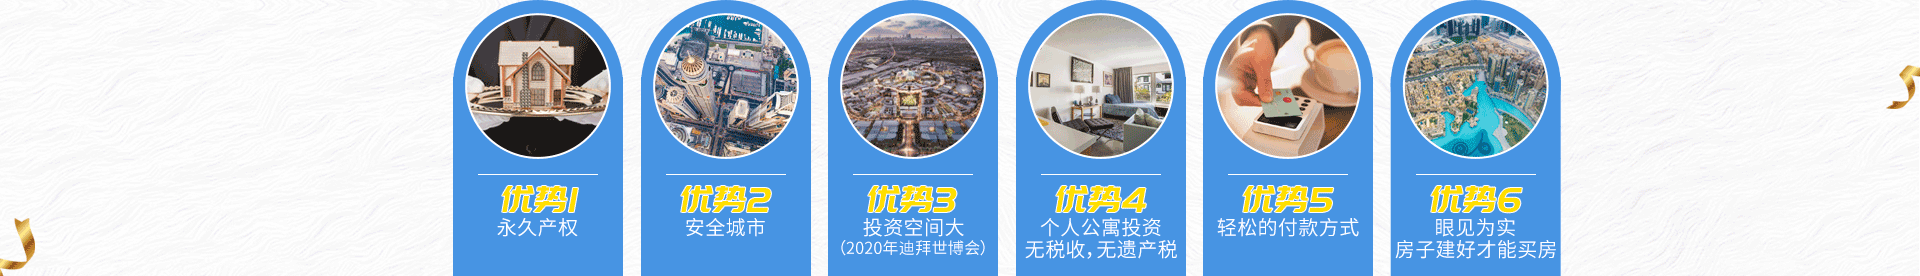 优势1
永久产权
优势2
安全城市
优势3
投资空间大
（2020年迪拜世博会）
优势4
个人公寓投资
无税收，无遗产税
优势5
轻松的付款方式
优势6
眼见为实
房子建好才能买房